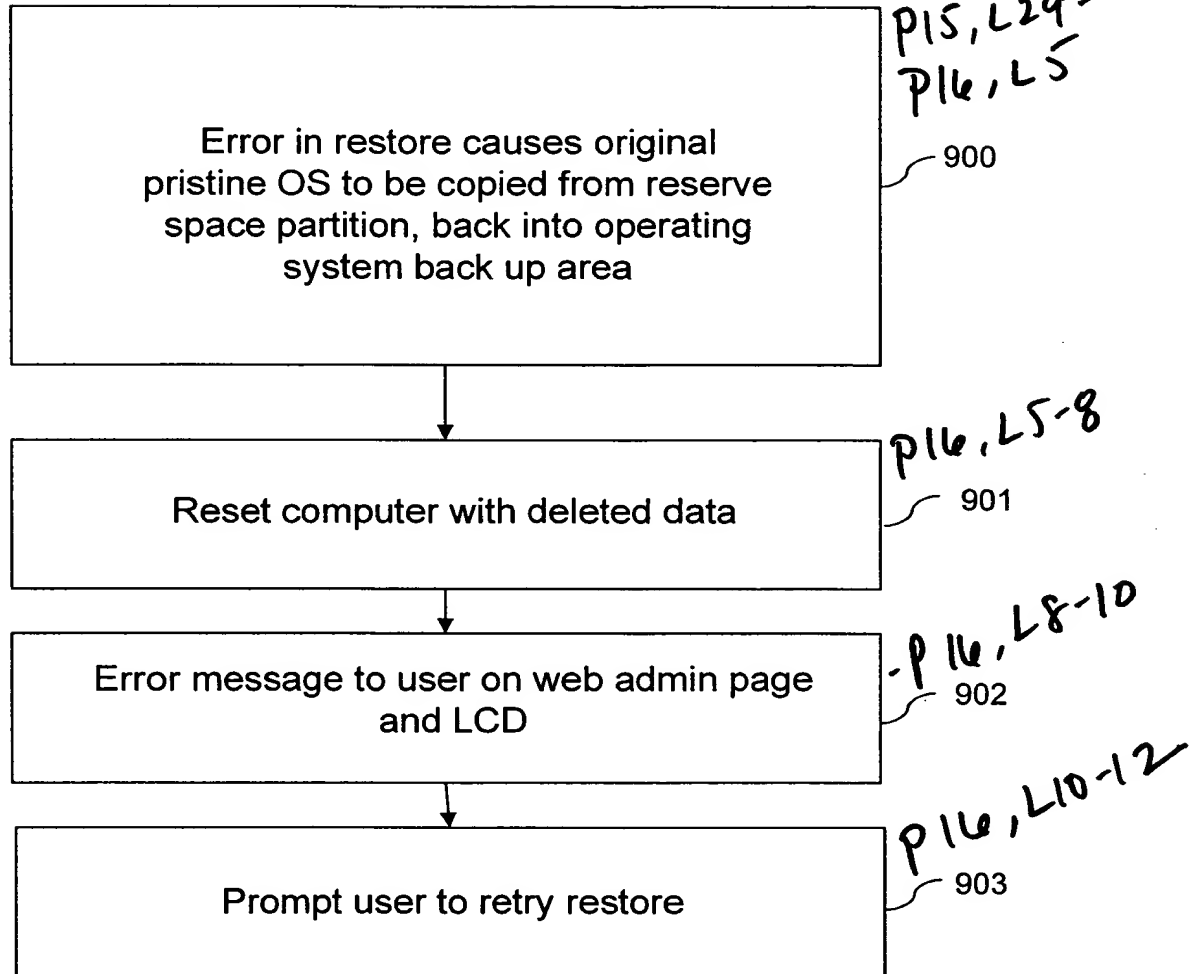 P15, L29-
P16, L5
Error in restore causes original
pristine OS to be copied from reserve
space partition, back into operating
system back up area
900
P16, L5-8
Reset computer with deleted data
901
-P16, L8-10
Error message to user on web admin page
and LCD
902
P16, L10-12
Prompt user to retry restore
903